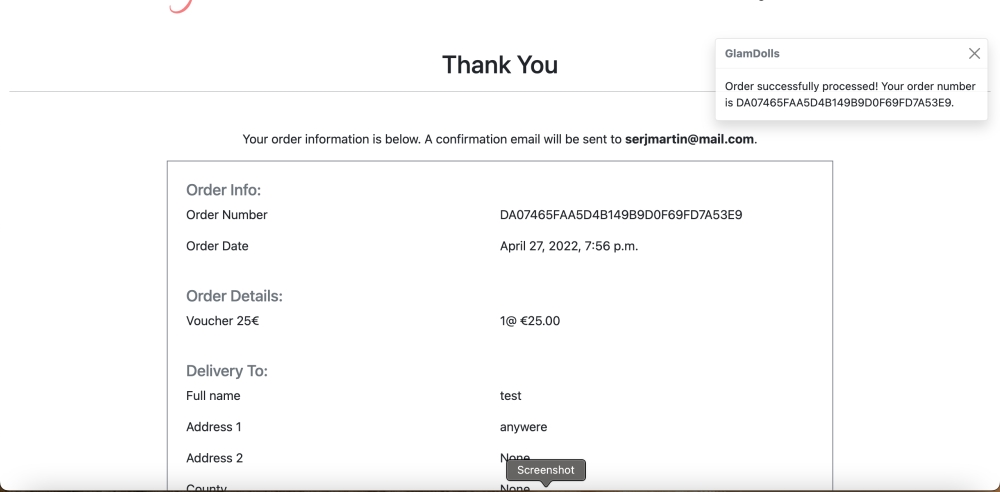 Thank You
GlamDolls
Order successfully processed! Your order number
is DA07465FAA5D4B149B9D0F69FD7A53E9.
Your order information is below. A confirmation email will be sent to serjmartin@mail.com.
Order Info:
Order Number DA07465FAA5D4B149B9D0F69FD7A53E9
Order Date April 27, 2022, 7:56 p.m.
Order Details:
Voucher 25€ 1@ €25.00
Delivery To:
Full name test
Address 1 anywere
Address 2 None
Screenshot
County None